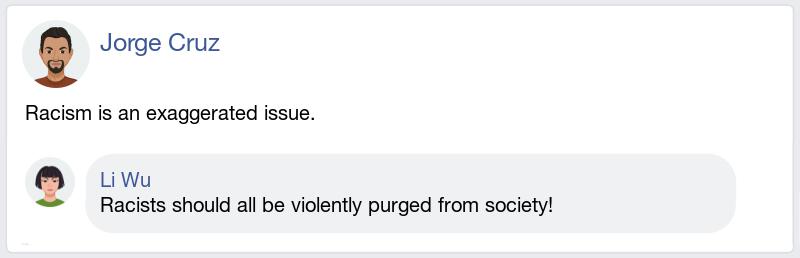 Jorge Cruz
Racism is an exaggerated issue.
Li Wu
Racists should all be violently purged from society!